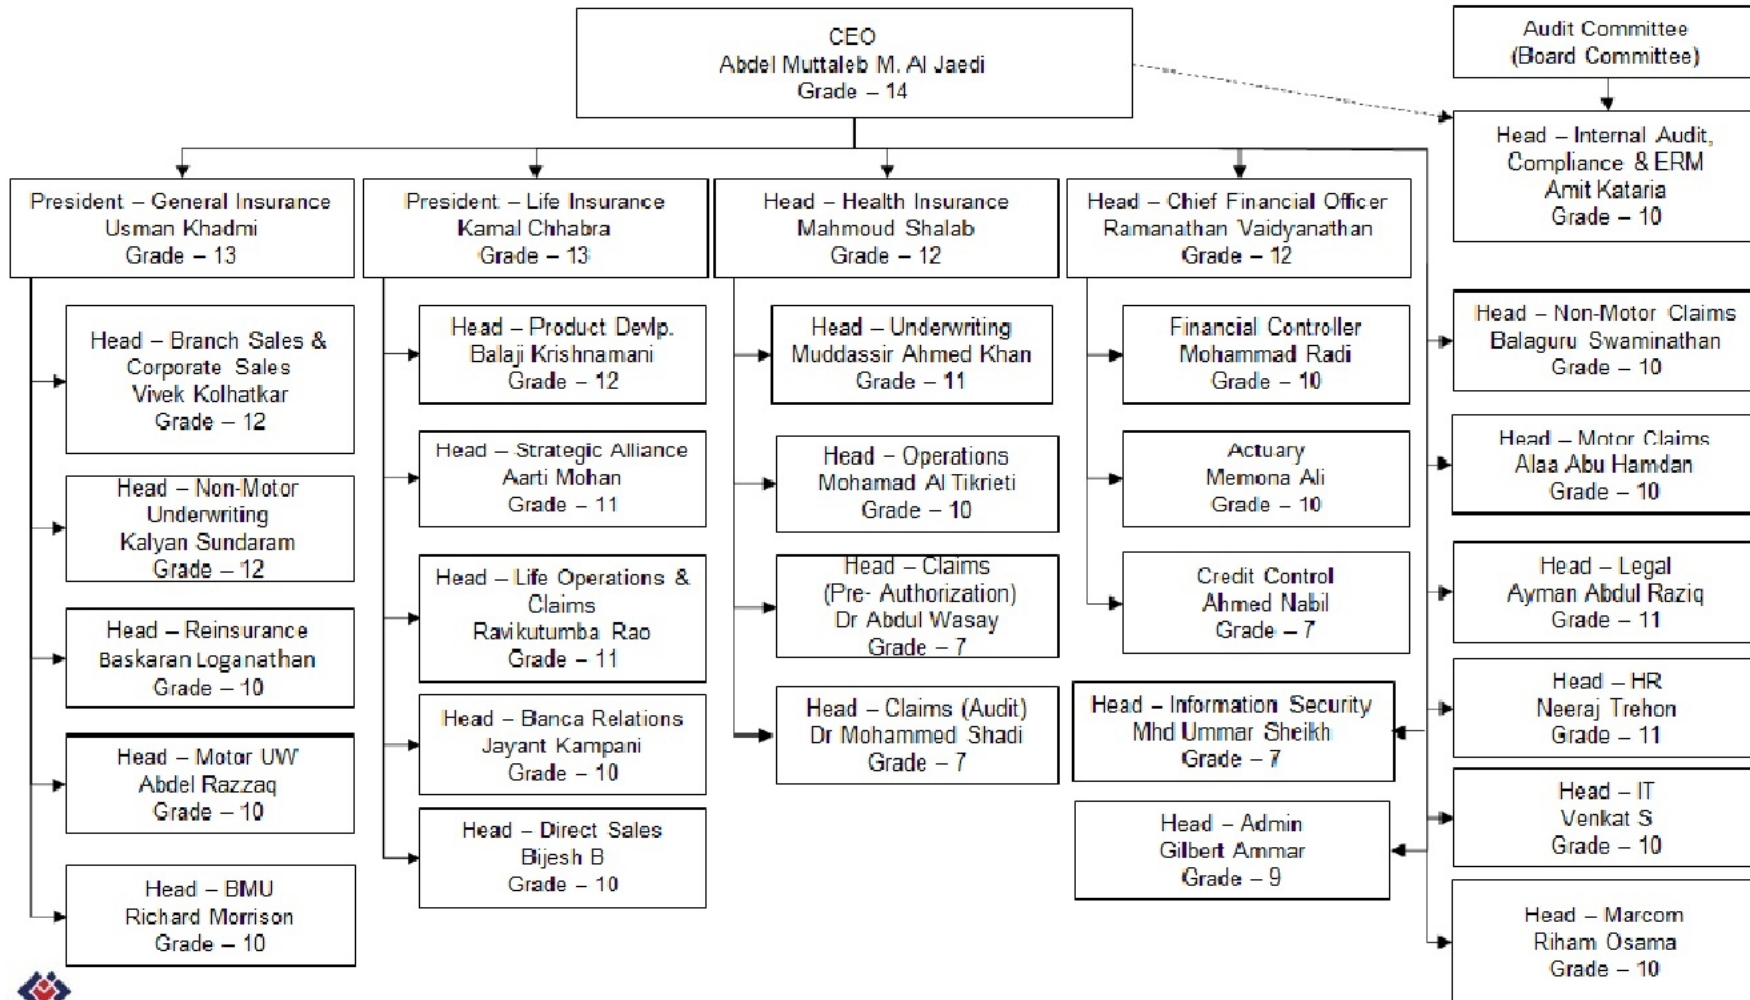 CEO
Abdel Muttaleb M. Al Jaedi
Grade – 14
Audit Committee
(Board Committee)
Head – Internal Audit,
Compliance & ERM
Amit Kataria
Grade – 10
President – General Insurance
Usman Khadmi
Grade – 13
President – Life Insurance
Kamal Chhabra
Grade – 13
Head – Health Insurance
Mahmoud Shalab
Grade – 12
Head – Chief Financial Officer
Ramanathan Vaidyanathan
Grade – 12
Head – Branch Sales &
Corporate Sales
Vivek Kolhatkar
Grade – 12
Head – Non-Motor
Underwriting
Kalyan Sundaram
Grade – 12
Head – Reinsurance
Baskaran Loganathan
Grade – 10
Head – Motor UW
Abdel Razzaq
Grade – 10
Head – BMU
Richard Morrison
Grade – 10
Head – Product Devlp.
Balaji Krishnamani
Grade – 12
Head – Strategic Alliance
Aarti Mohan
Grade – 11
Head – Life Operations &
Claims
Ravikutumba Rao
Grade – 11
Head – Banca Relations
Jayant Kampani
Grade – 10
Head – Direct Sales
Bijesh B
Grade – 10
Head – Underwriting
Muddassir Ahmed Khan
Grade – 11
Head – Operations
Mohamad Al Tikrieti
Grade – 10
Head – Claims
(Pre- Authorization)
Dr Abdul Wasay
Grade – 7
Head – Claims (Audit)
Dr Mohammed Shadi
Grade – 7
Financial Controller
Mohammad Radi
Grade – 10
Actuary
Memona Ali
Grade – 10
Credit Control
Ahmed Nabil
Grade – 7
Head – Information Security
Mhd Ummar Sheikh
Grade – 7
Head – Admin
Gilbert Ammar
Grade – 9
Head – Non-Motor Claims
Balaguru Swaminathan
Grade – 10
Head – Motor Claims
Alaa Abu Hamdan
Grade – 10
Head – Legal
Ayman Abdul Raziq
Grade – 11
Head – HR
Neeraj Trehon
Grade – 11
Head – IT
Venkat S
Grade – 10
Head – Marcom
Riham Osama
Grade – 10